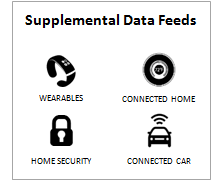 Supplemental Data Feeds
WEARABLES
CONNECTED HOME
HOME SECURITY
CONNECTED CAR